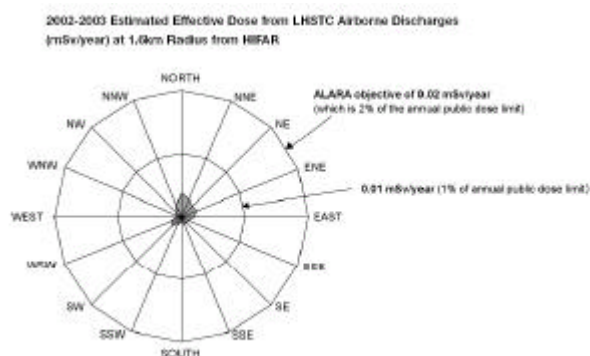 2002-2003 Estimated Effective Dose from LHSTC Airborne Discharges
(mSv/year) at 1.6km Radius from HIFAR
NORTH
NNW
NNE
ALARA objective of 0.02 mSv/year
(which is 2% of the annual public dose limit)
NW
NE
WNW
ENE
0.01 mSv/year (1% of annual public dose limit)
WEST
EAST
WSW
ESE
SW
SE
SSW
SSE
SOUTH